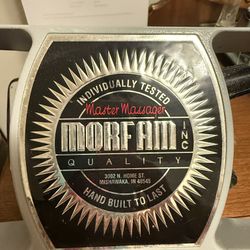 INDIVIDUALLY TESTED
Master Massager
MORFAM INC
QUALITY
3002 N. HOME ST.
MISHAWAKA, IN 46545
HAND BUILT TO LAST